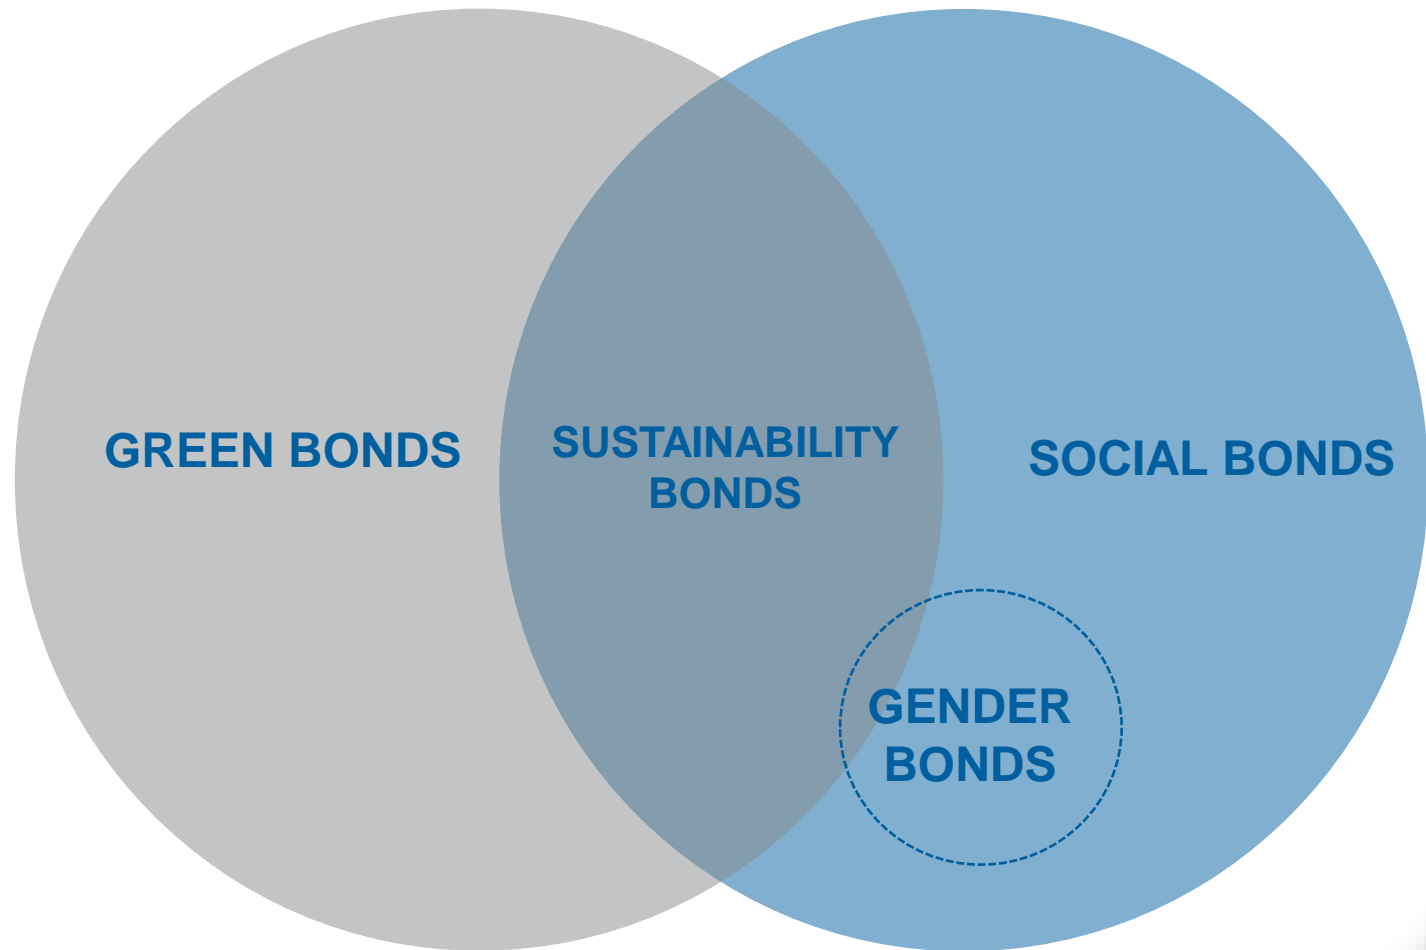 GREEN BONDS
SUSTAINABILITY
BONDS
SOCIAL BONDS
GENDER
BONDS